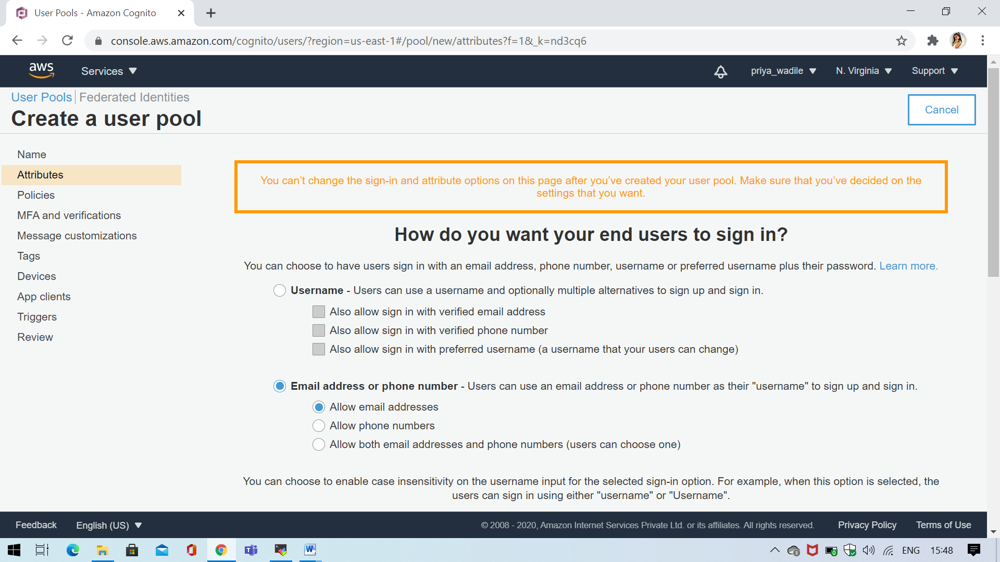 User Pools - Amazon Cognito
console.aws.amazon.com/cognito/users/?region=us-east-1#/pool/new/attributes?f=1&_k=nd3cq6
aws
Services
priya_wadile
N. Virginia
Support
User Pools
Federated Identities
Create a user pool
Cancel
Name
Attributes
Policies
MFA and verifications
Message customizations
Tags
Devices
App clients
Triggers
Review
You can’t change the sign-in and attribute options on this page after you’ve created your user pool. Make sure that you’ve decided on the
settings that you want.
How do you want your end users to sign in?
You can choose to have users sign in with an email address, phone number, username or preferred username plus their password. Learn more.
Username - Users can use a username and optionally multiple alternatives to sign up and sign in.
Also allow sign in with verified email address
Also allow sign in with verified phone number
Also allow sign in with preferred username (a username that your users can change)
Email address or phone number - Users can use an email address or phone number as their "username" to sign up and sign in.
Allow email addresses
Allow phone numbers
Allow both email addresses and phone numbers (users can choose one)
You can choose to enable case insensitivity on the username input for the selected sign-in option. For example, when this option is selected, the
users can sign in using either "username" or "Username".
Feedback
English (US)
© 2008 - 2020, Amazon Internet Services Private Ltd. or its affiliates. All rights reserved.
Privacy Policy
Terms of Use
ENG
15:48